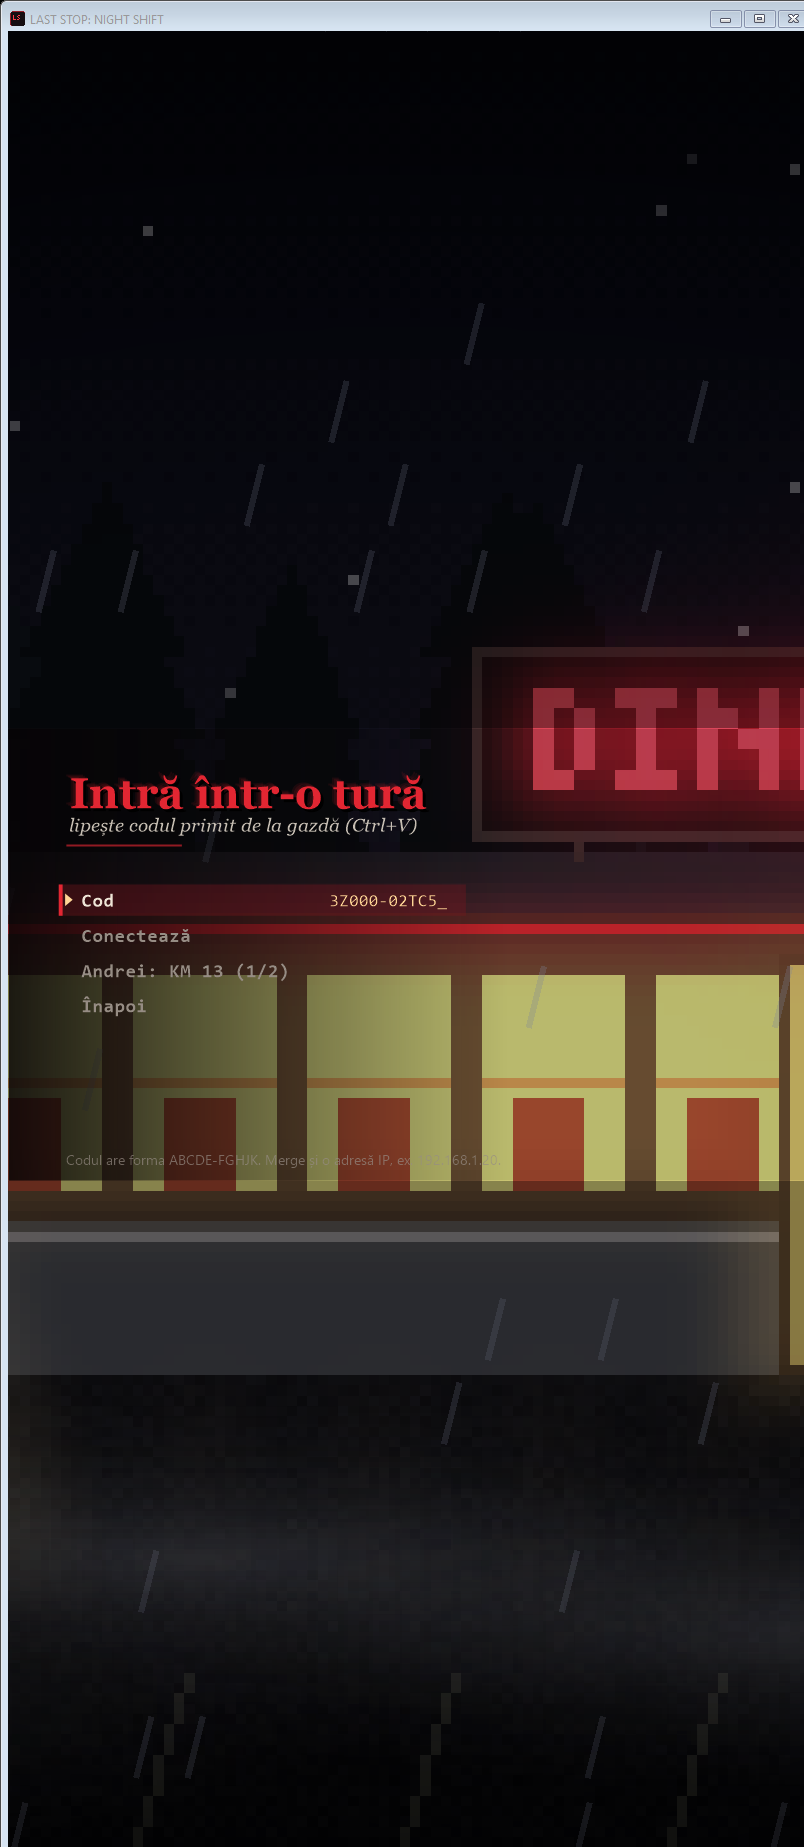 LAST STOP: NIGHT SHIFT
DIN
Intră într-o tură
lipește codul primit de la gazdă (Ctrl+V)
Cod 3Z000-02TC5_
Conectează
Andrei: KM 13 (1/2)
Înapoi
Codul are forma ABCDE-FGHJK. Merge și o adresă IP, ex. 192.168.1.20.